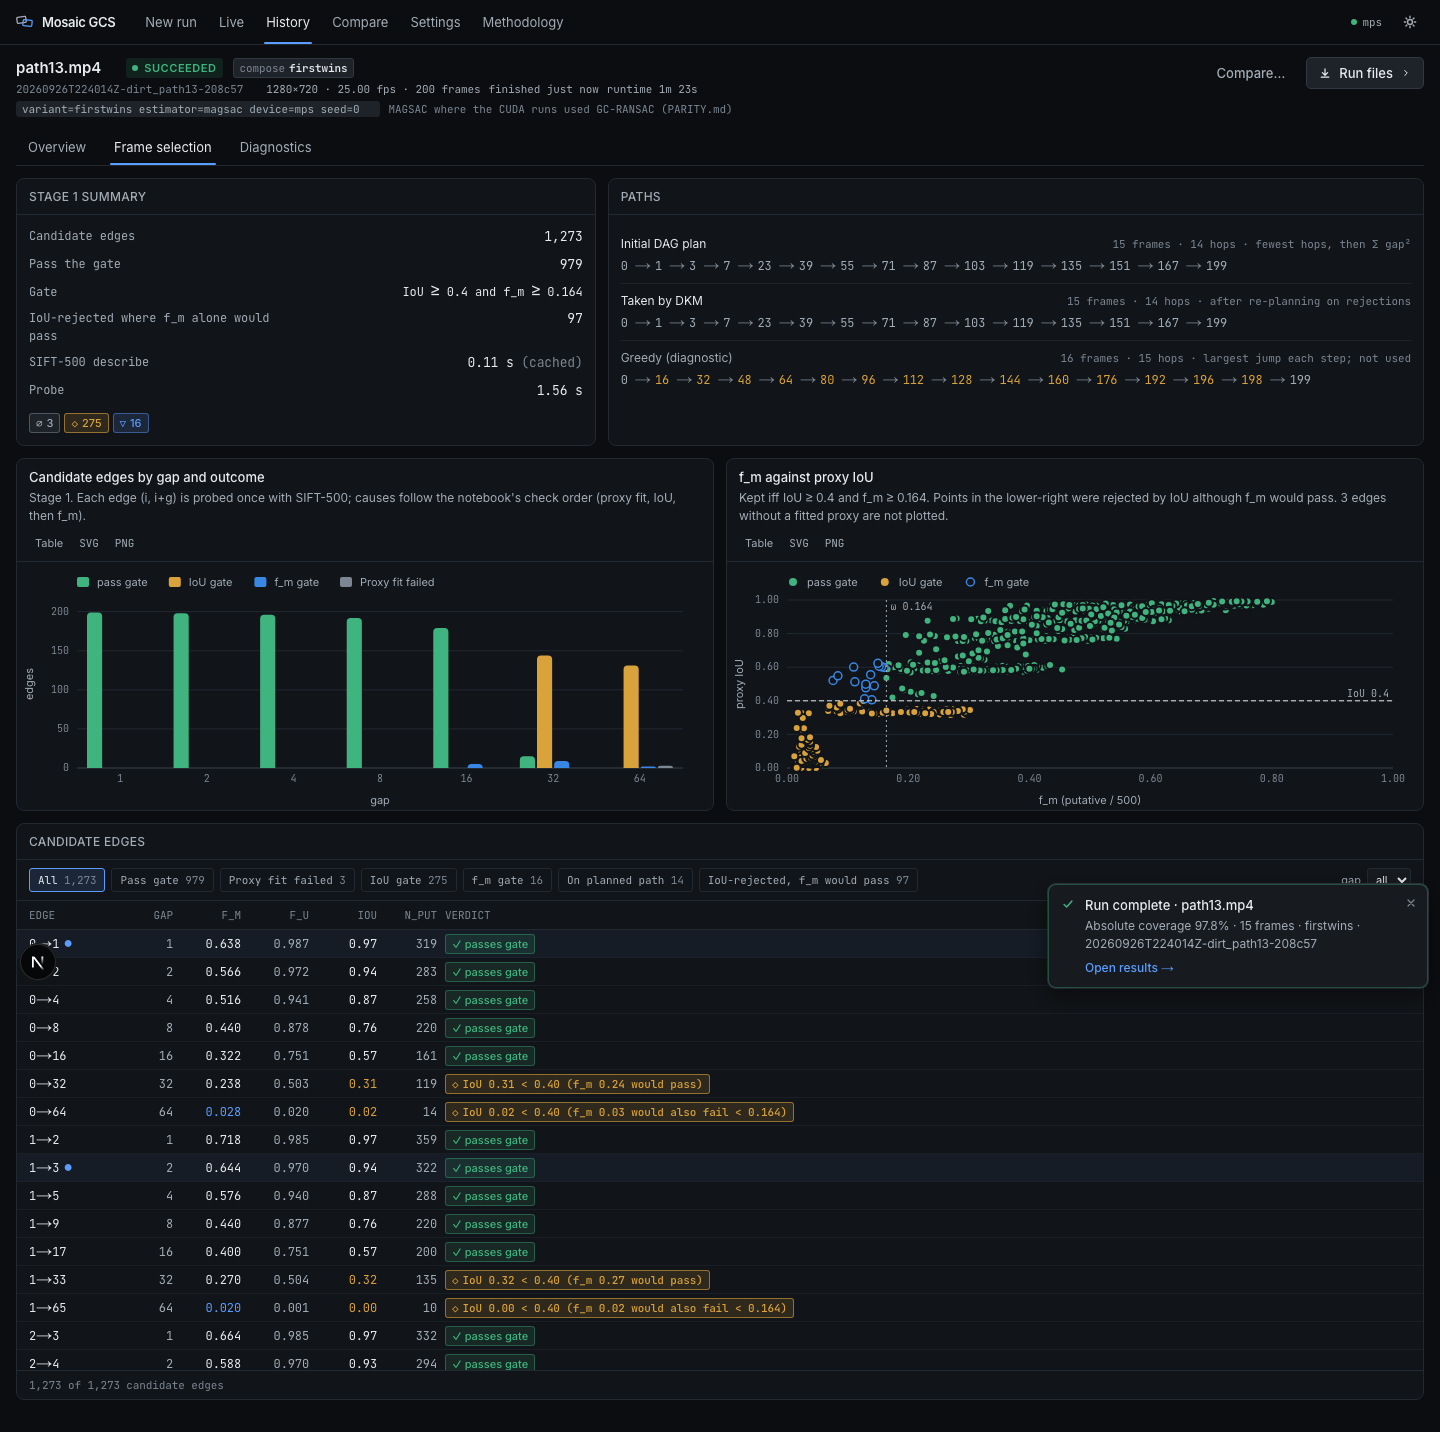 Mosaic GCS New run Live History Compare Settings Methodology mps
path13.mp4 SUCCEEDED compose firstwins Compare... Run files
20260926T224014Z-dirt_path13-208c57 1280×720 · 25.00 fps · 200 frames finished just now runtime 1m 23s
variant=firstwins estimator=magsac device=mps seed=0 MAGSAC where the CUDA runs used GC-RANSAC (PARITY.md)
Overview Frame selection Diagnostics
STAGE 1 SUMMARY
Candidate edges 1,273
Pass the gate 979
Gate IoU ≥ 0.4 and f_m ≥ 0.164
IoU-rejected where f_m alone would pass 97
SIFT-500 describe 0.11 s (cached)
Probe 1.56 s
∅ 3 ◇ 275 ▽ 16
PATHS
Initial DAG plan 15 frames · 14 hops · fewest hops, then Σ gap²
0 → 1 → 3 → 7 → 23 → 39 → 55 → 71 → 87 → 103 → 119 → 135 → 151 → 167 → 199
Taken by DKM 15 frames · 14 hops · after re-planning on rejections
0 → 1 → 3 → 7 → 23 → 39 → 55 → 71 → 87 → 103 → 119 → 135 → 151 → 167 → 199
Greedy (diagnostic) 16 frames · 15 hops · largest jump each step; not used
0 → 16 → 32 → 48 → 64 → 80 → 96 → 112 → 128 → 144 → 160 → 176 → 192 → 196 → 198 → 199
Candidate edges by gap and outcome
Stage 1. Each edge (i, i+g) is probed once with SIFT-500; causes follow the notebook's check order (proxy fit, IoU,
then f_m).
Table SVG PNG
pass gate IoU gate f_m gate Proxy fit failed
200
150
100
50
0
edges
1 2 4 8 16 32 64
gap
f_m against proxy IoU
Kept iff IoU ≥ 0.4 and f_m ≥ 0.164. Points in the lower-right were rejected by IoU although f_m would pass. 3 edges
without a fitted proxy are not plotted.
Table SVG PNG
pass gate IoU gate f_m gate
1.00
0.80
0.60
0.40
0.20
0.00
proxy IoU
ω 0.164
IoU 0.4
0.00 0.20 0.40 0.60 0.80 1.00
f_m (putative / 500)
CANDIDATE EDGES
All 1,273 Pass gate 979 Proxy fit failed 3 IoU gate 275 f_m gate 16 On planned path 14 IoU-rejected, f_m would pass 97 gap all
EDGE GAP F_M F_U IOU N_PUT VERDICT
0→1 1 0.638 0.987 0.97 319 ✓ passes gate
2 2 0.566 0.972 0.94 283 ✓ passes gate
0→4 4 0.516 0.941 0.87 258 ✓ passes gate
0→8 8 0.440 0.878 0.76 220 ✓ passes gate
0→16 16 0.322 0.751 0.57 161 ✓ passes gate
0→32 32 0.238 0.503 0.31 119 ◇ IoU 0.31 < 0.40 (f_m 0.24 would pass)
0→64 64 0.028 0.020 0.02 14 ◇ IoU 0.02 < 0.40 (f_m 0.03 would also fail < 0.164)
1→2 1 0.718 0.985 0.97 359 ✓ passes gate
1→3 2 0.644 0.970 0.94 322 ✓ passes gate
1→5 4 0.576 0.940 0.87 288 ✓ passes gate
1→9 8 0.440 0.877 0.76 220 ✓ passes gate
1→17 16 0.400 0.751 0.57 200 ✓ passes gate
1→33 32 0.270 0.504 0.32 135 ◇ IoU 0.32 < 0.40 (f_m 0.27 would pass)
1→65 64 0.020 0.001 0.00 10 ◇ IoU 0.00 < 0.40 (f_m 0.02 would also fail < 0.164)
2→3 1 0.664 0.985 0.97 332 ✓ passes gate
2→4 2 0.588 0.970 0.93 294 ✓ passes gate
1,273 of 1,273 candidate edges
Run complete · path13.mp4
Absolute coverage 97.8% · 15 frames · firstwins ·
20260926T224014Z-dirt_path13-208c57
Open results →
N